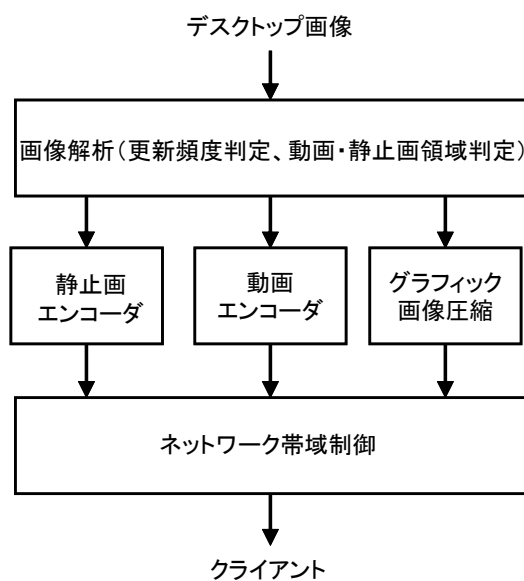 デスクトップ画像
画像解析(更新頻度判定、動画・静止画領域判定)
静止画
エンコーダ
動画
エンコーダ
グラフィック
画像圧縮
ネットワーク帯域制御
クライアント